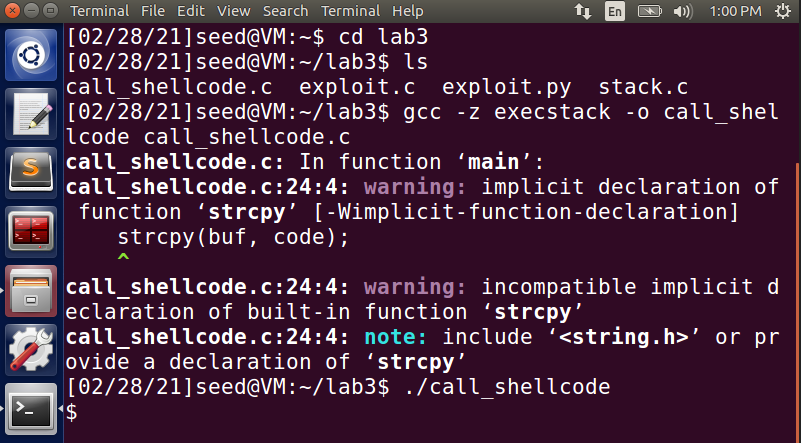 Terminal File Edit View Search Terminal Help En 1:00 PM
[02/28/21]seed@VM:~$ cd lab3
[02/28/21]seed@VM:~/lab3$ ls
call_shellcode.c  exploit.c  exploit.py  stack.c
[02/28/21]seed@VM:~/lab3$ gcc -z execstack -o call_shel
lcode call_shellcode.c
call_shellcode.c: In function ‘main’:
call_shellcode.c:24:4: warning: implicit declaration of
 function ‘strcpy’ [-Wimplicit-function-declaration]
    strcpy(buf, code);
    ^
call_shellcode.c:24:4: warning: incompatible implicit d
eclaration of built-in function ‘strcpy’
call_shellcode.c:24:4: note: include ‘<string.h>’ or pr
ovide a declaration of ‘strcpy’
[02/28/21]seed@VM:~/lab3$ ./call_shellcode
$